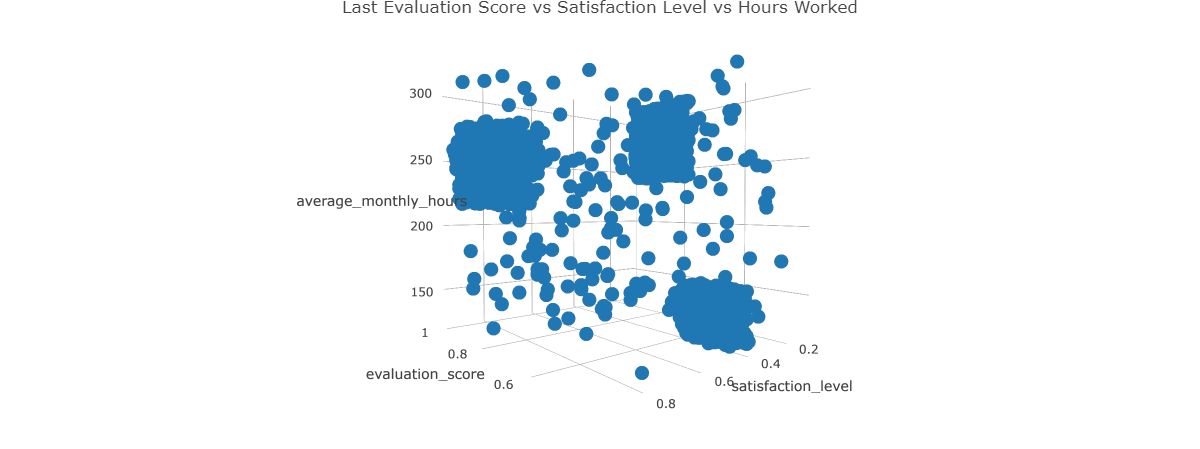 Last Evaluation Score vs Satisfaction Level vs Hours Worked
300
250
average_monthly_hours
200
150
1
0.8
0.6
evaluation_score
0.2
0.4
0.6
0.8
satisfaction_level